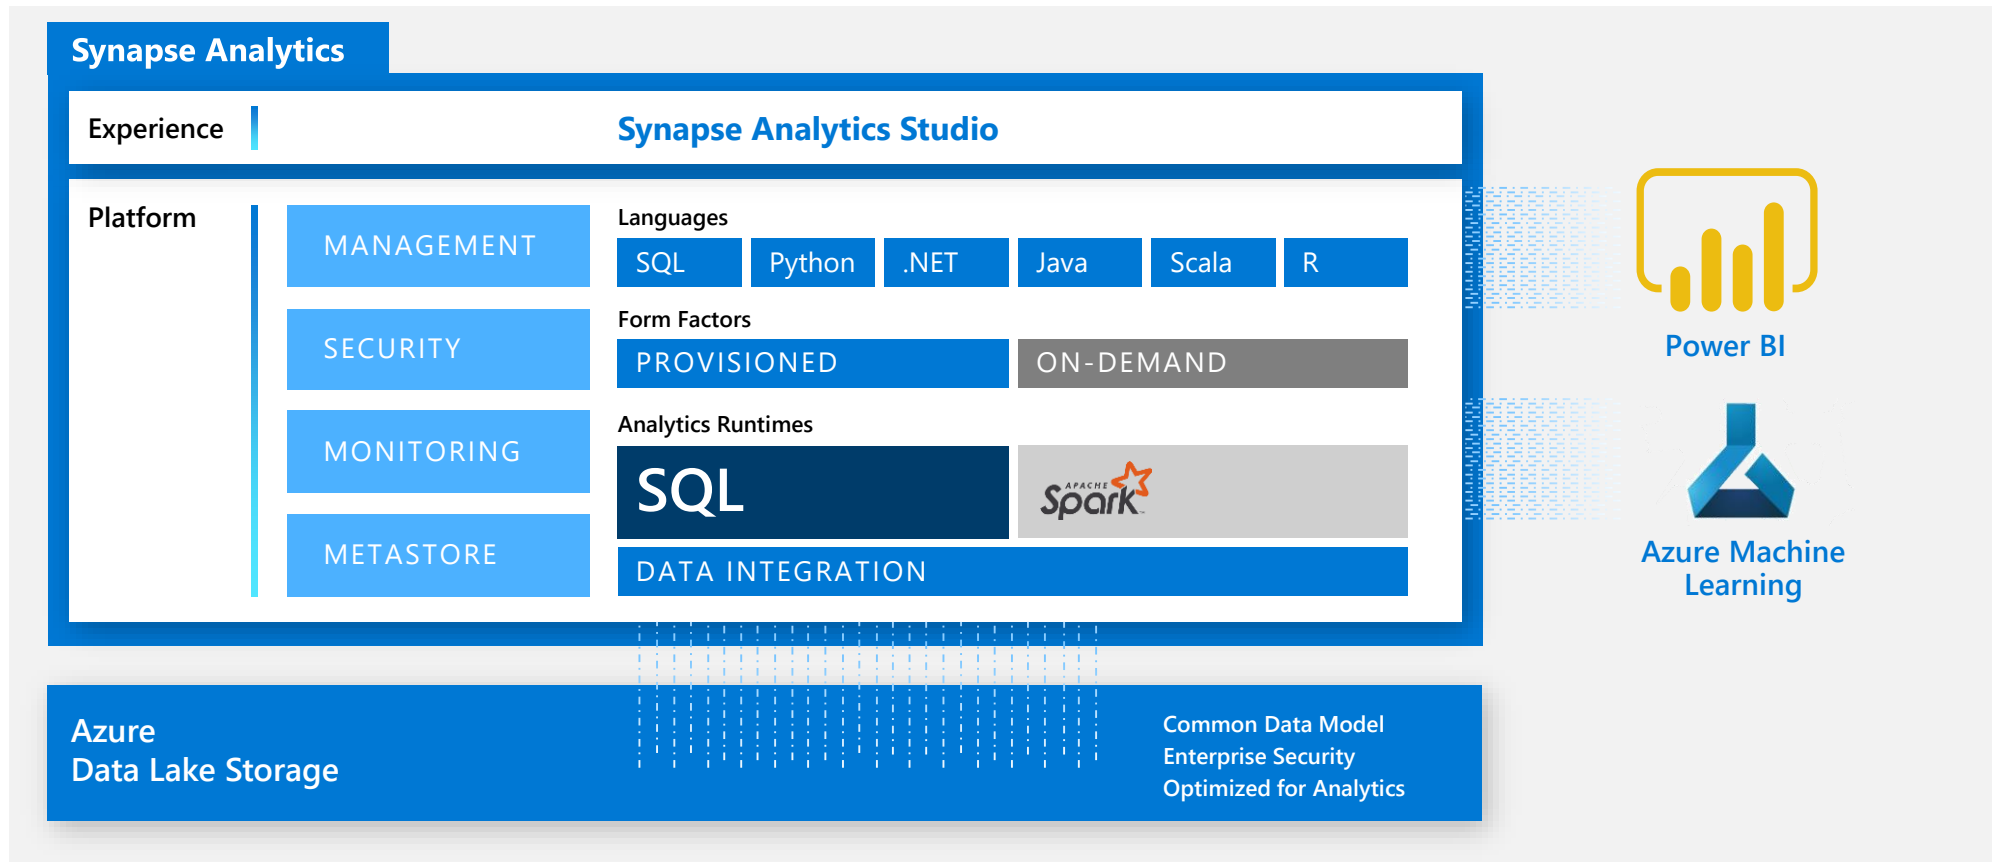 Synapse Analytics
Experience
Synapse Analytics Studio
Platform
MANAGEMENT
SECURITY
MONITORING
METASTORE
Languages
SQL
Python
.NET
Java
Scala
R
Form Factors
PROVISIONED
ON-DEMAND
Analytics Runtimes
SQL
APACHE
Spark
DATA INTEGRATION
Power BI
Azure Machine
Learning
Azure
Data Lake Storage
Common Data Model
Enterprise Security
Optimized for Analytics